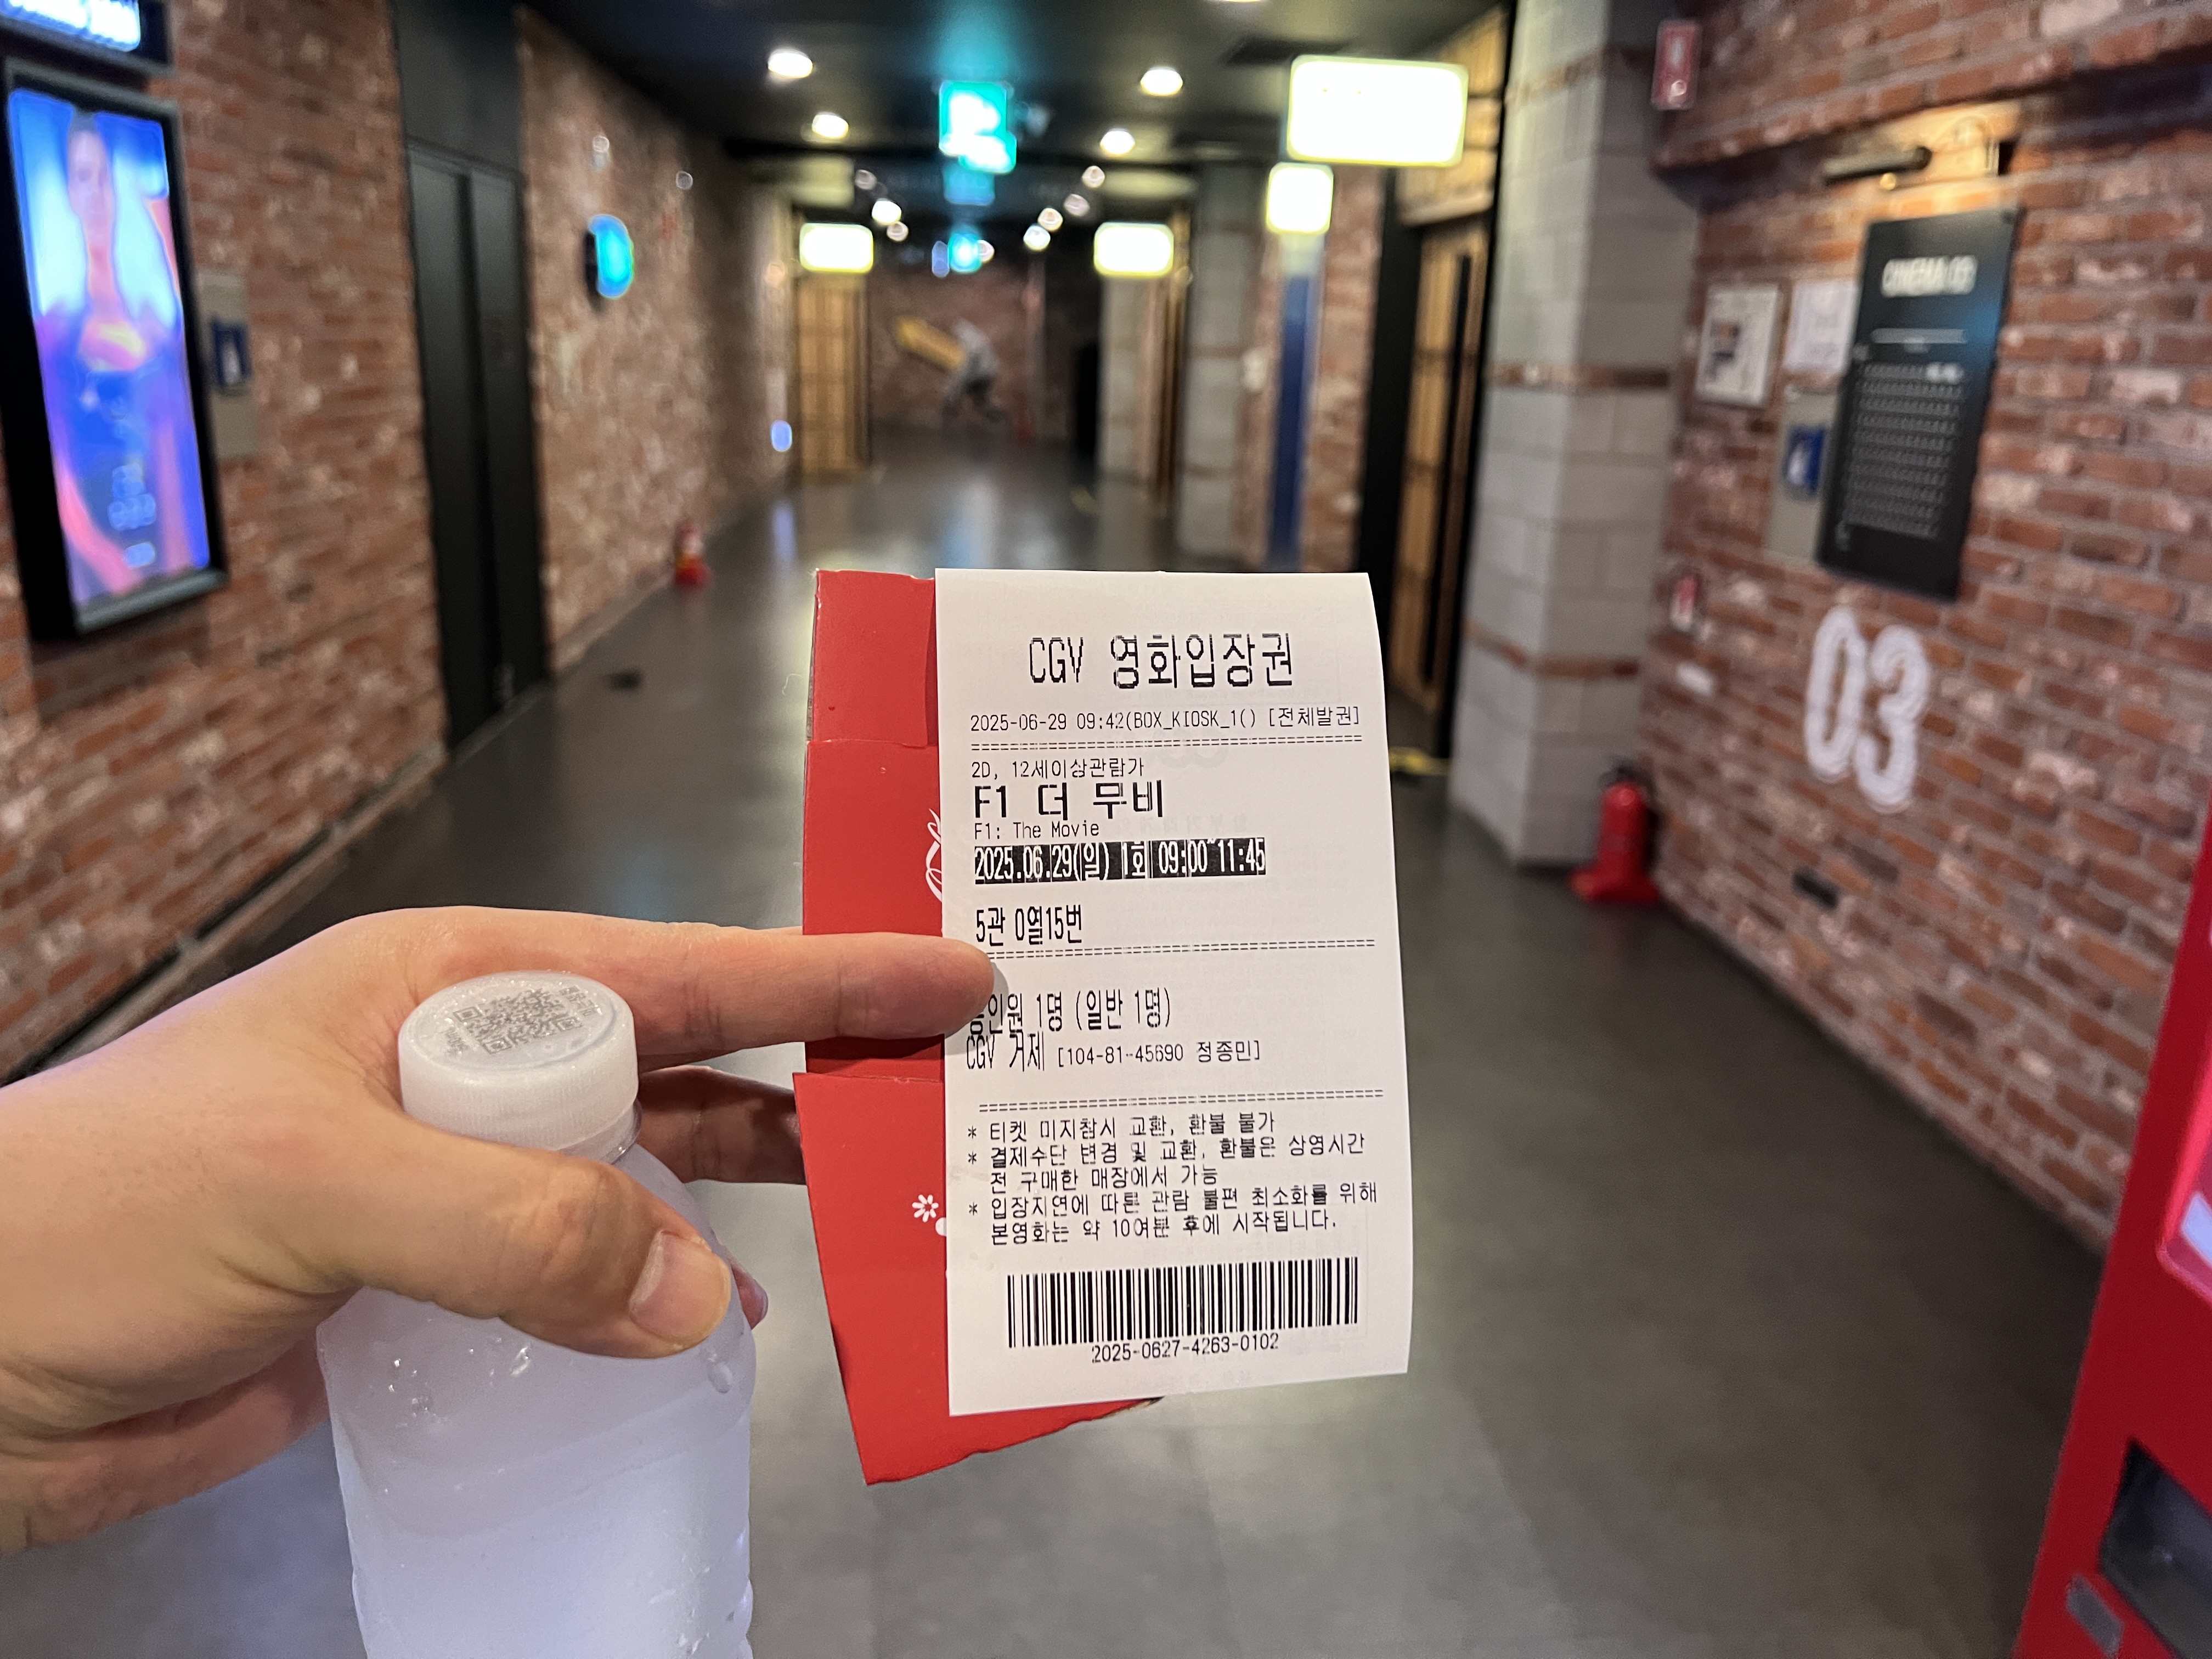 CGV 영화입장권
2025-06-29 09:42(BOX_KIOSK_1() [전체발권]
2D, 12세이상관람가
F1 더 무비
F1: The Movie
2025.06.29(일) 1회 09:00~11:45
5관 O열15번
총인원 1명 (일반 1명)
CGV 거제 [104-81-45690 정종민]
* 티켓 미지참시 교환, 환불 불가
* 결제수단 변경 및 교환, 환불은 상영시간
전 구매한 매장에서 가능
* 입장지연에 따른 관람 불편 최소화를 위해
본영화는 약 10여분 후에 시작됩니다.
2025-0627-4263-0102
CINEMA 03
03